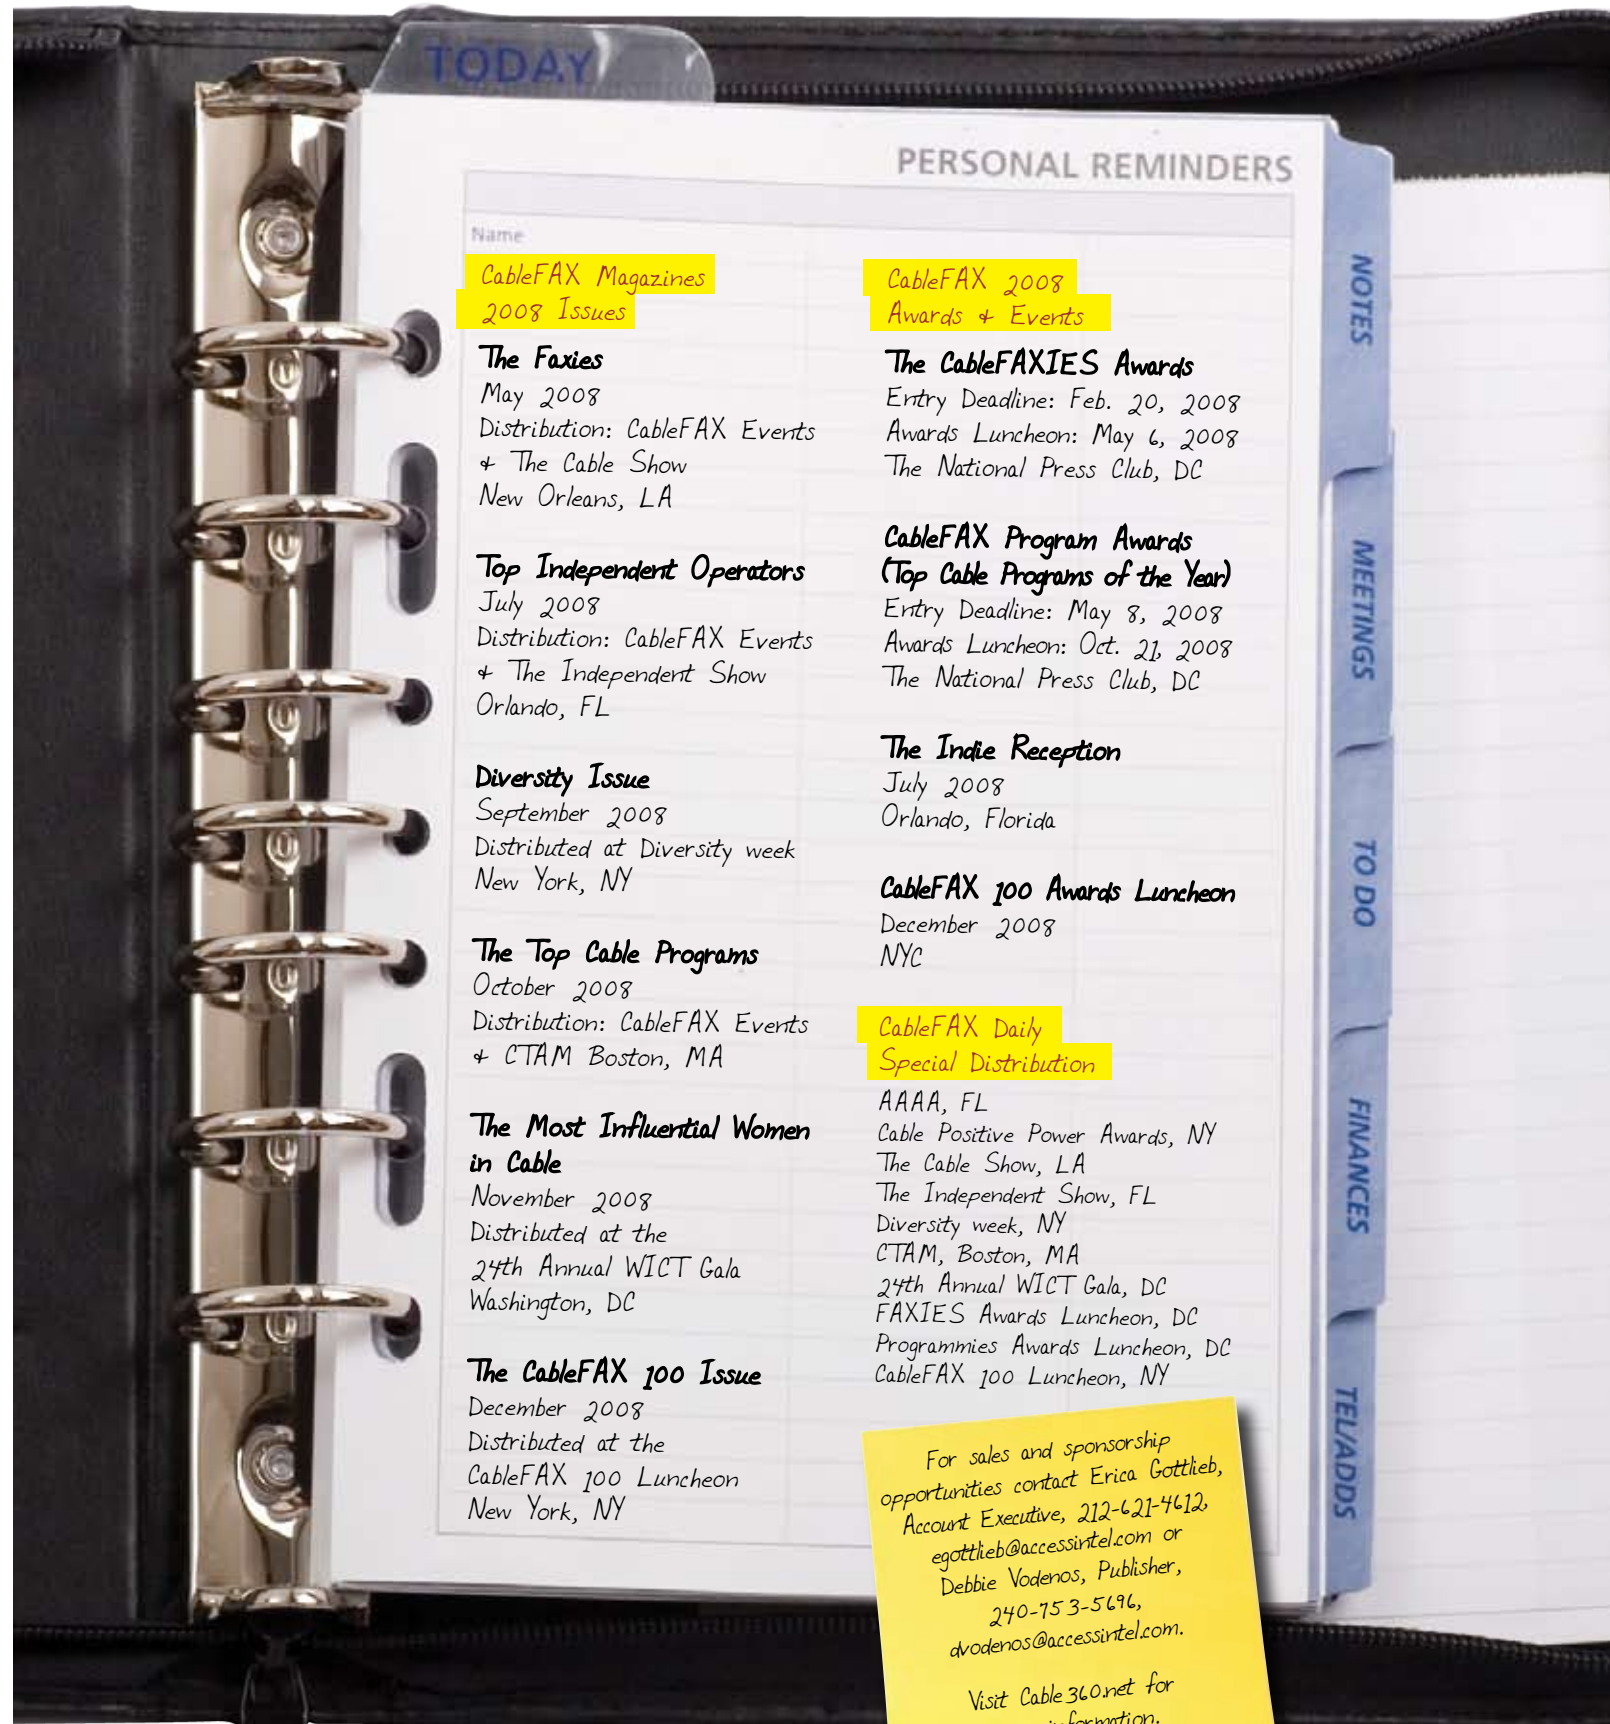 TODAY
PERSONAL REMINDERS
Name
CableFAX Magazines
2008 Issues
The Faxies
May 2008
Distribution: CableFAX Events
& The Cable Show
New Orleans, LA
Top Independent Operators
July 2008
Distribution: CableFAX Events
& The Independent Show
Orlando, FL
Diversity Issue
September 2008
Distributed at Diversity week
New York, NY
The Top Cable Programs
October 2008
Distribution: CableFAX Events
& CTAM Boston, MA
The Most Influential Women
in Cable
November 2008
Distributed at the
24th Annual WICT Gala
Washington, DC
The CableFAX 100 Issue
December 2008
Distributed at the
CableFAX 100 Luncheon
New York, NY
CableFAX 2008
Awards & Events
The CableFAXIES Awards
Entry Deadline: Feb. 20, 2008
Awards Luncheon: May 6, 2008
The National Press Club, DC
CableFAX Program Awards
(Top Cable Programs of the Year)
Entry Deadline: May 8, 2008
Awards Luncheon: Oct. 21, 2008
The National Press Club, DC
The Indie Reception
July 2008
Orlando, Florida
CableFAX 100 Awards Luncheon
December 2008
NYC
CableFAX Daily
Special Distribution
AAAA, FL
Cable Positive Power Awards, NY
The Cable Show, LA
The Independent Show, FL
Diversity week, NY
CTAM, Boston, MA
24th Annual WICT Gala, DC
FAXIES Awards Luncheon, DC
Programmies Awards Luncheon, DC
CableFAX 100 Luncheon, NY
For sales and sponsorship
opportunities contact Erica Gottlieb,
Account Executive, 212-621-4612,
egottlieb@accessintel.com or
Debbie Vodenos, Publisher,
240-753-5696,
dvodenos@accessintel.com.
Visit Cable360.net for
information.
NOTES
MEETINGS
TO DO
FINANCES
TEL/ADDS